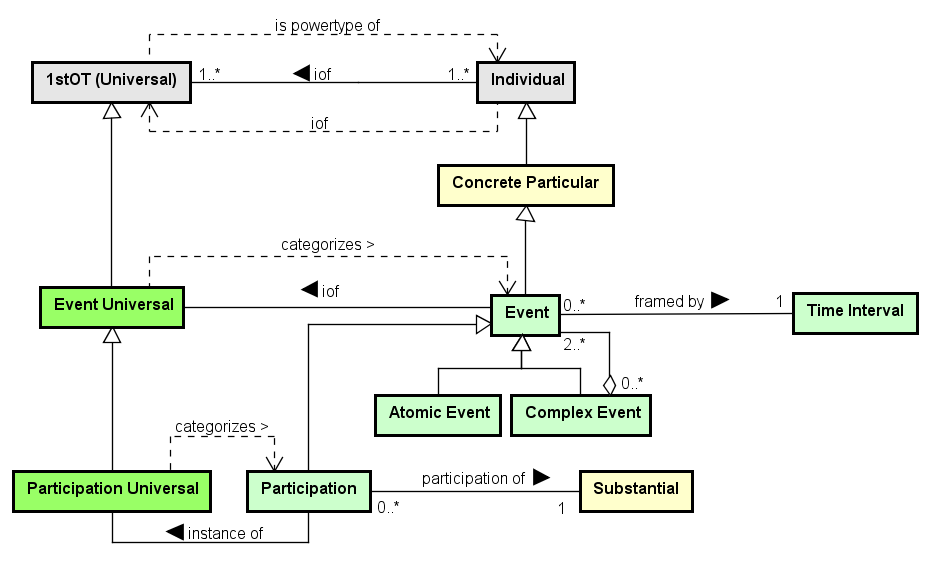 is powertype of
1stOT (Universal)
1..*
iof
1..*
Individual
iof
Concrete Particular
categorizes >
Event Universal
iof
Event
0..*
framed by
1
Time Interval
2..*
0..*
Atomic Event
Complex Event
categorizes >
Participation Universal
Participation
participation of
0..*
1
Substantial
instance of